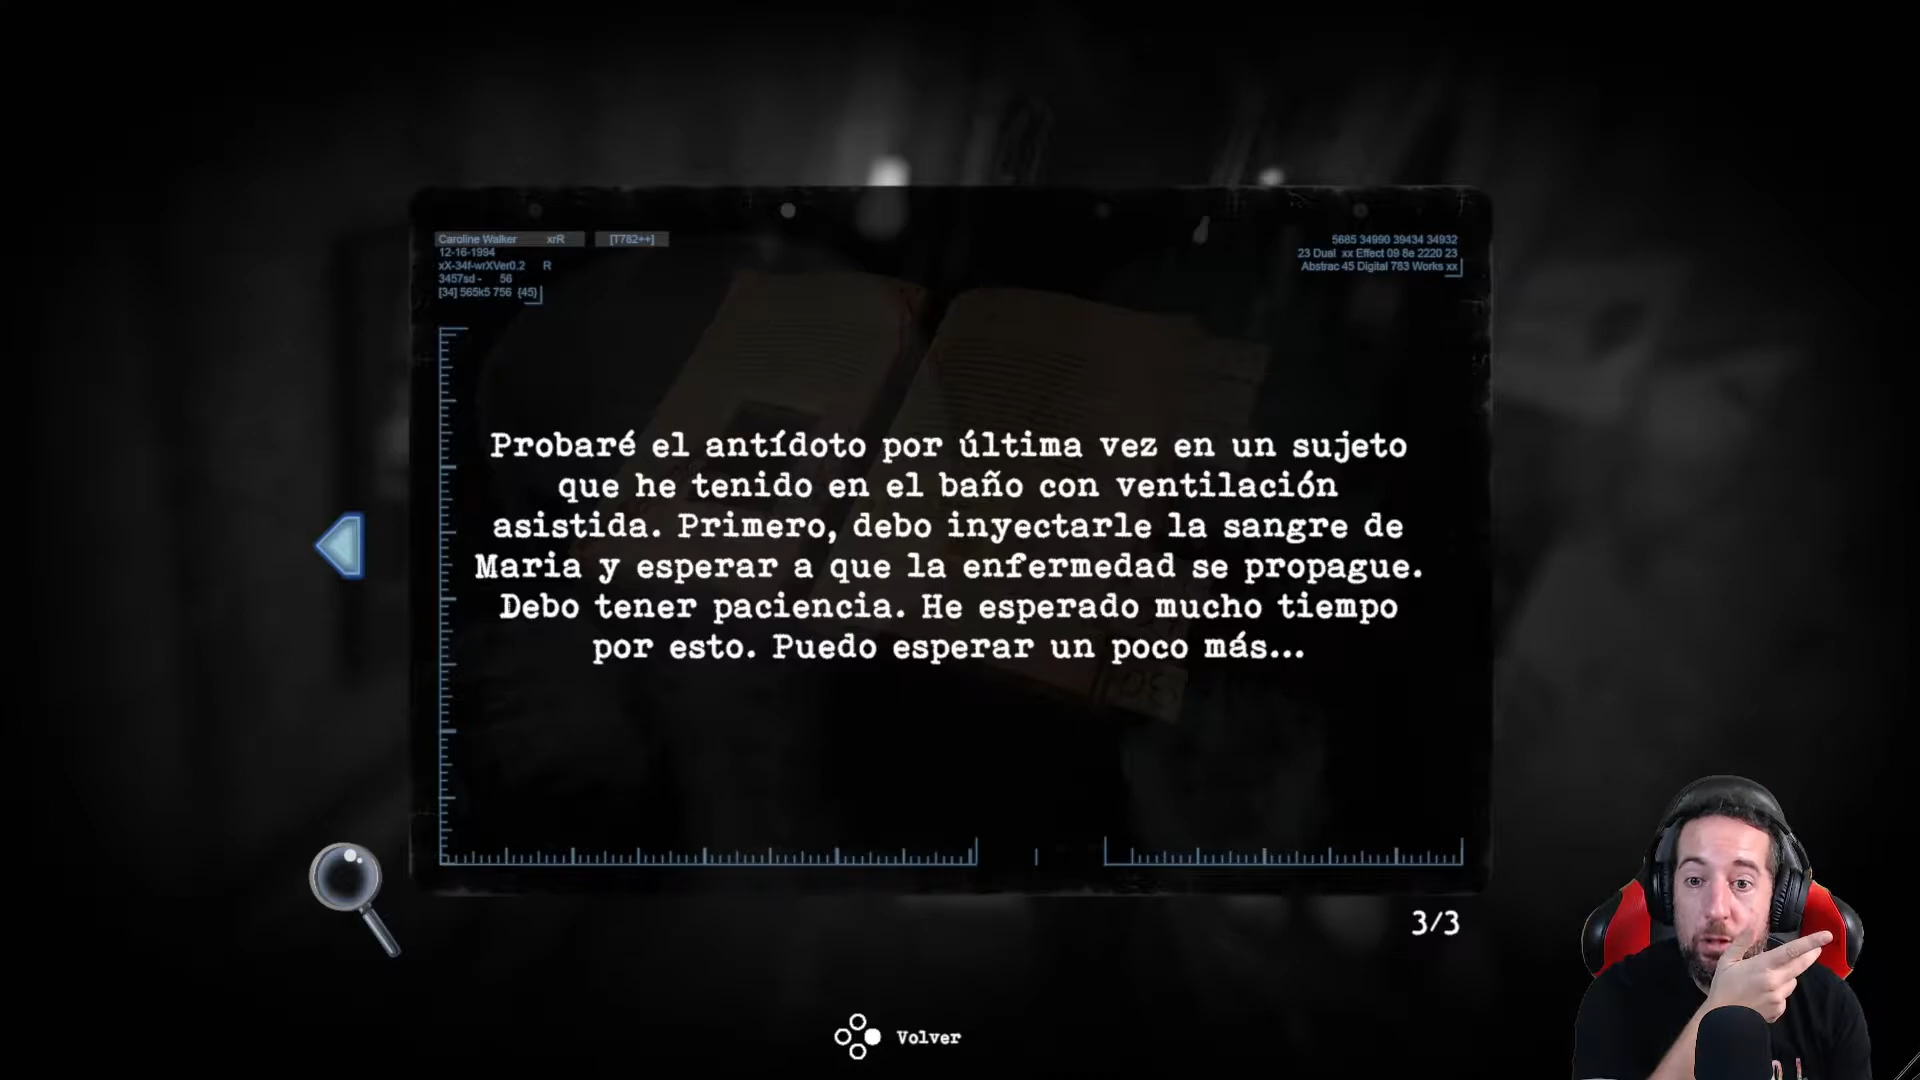 Caroline Walker xrR [T782++]
12-16-1994
xX-34f-wrXVer0.2 R
3457sd - 56
[34] 565k5 756 {45}
5685 34990 39434 34932
23 Dual xx Effect 09 8e 2220 23
Abstrac 45 Digital 783 Works xx
Probaré el antídoto por última vez en un sujeto
que he tenido en el baño con ventilación
asistida. Primero, debo inyectarle la sangre de
Maria y esperar a que la enfermedad se propague.
Debo tener paciencia. He esperado mucho tiempo
por esto. Puedo esperar un poco más...
3/3
Volver